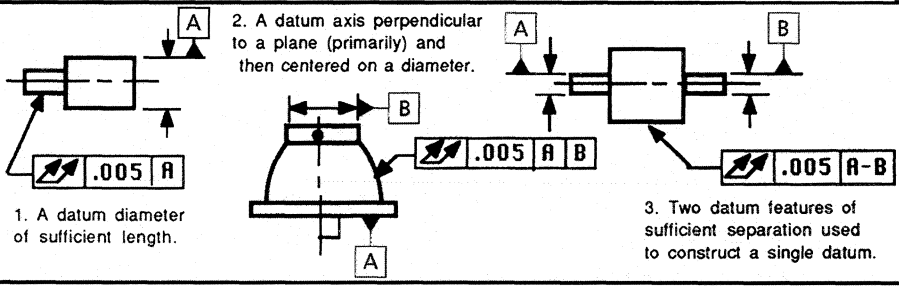 A
.005 A
1. A datum diameter
of sufficient length.
2. A datum axis perpendicular
to a plane (primarily) and
then centered on a diameter.
B
.005 A B
A
A
B
.005 A-B
3. Two datum features of
sufficient separation used
to construct a single datum.